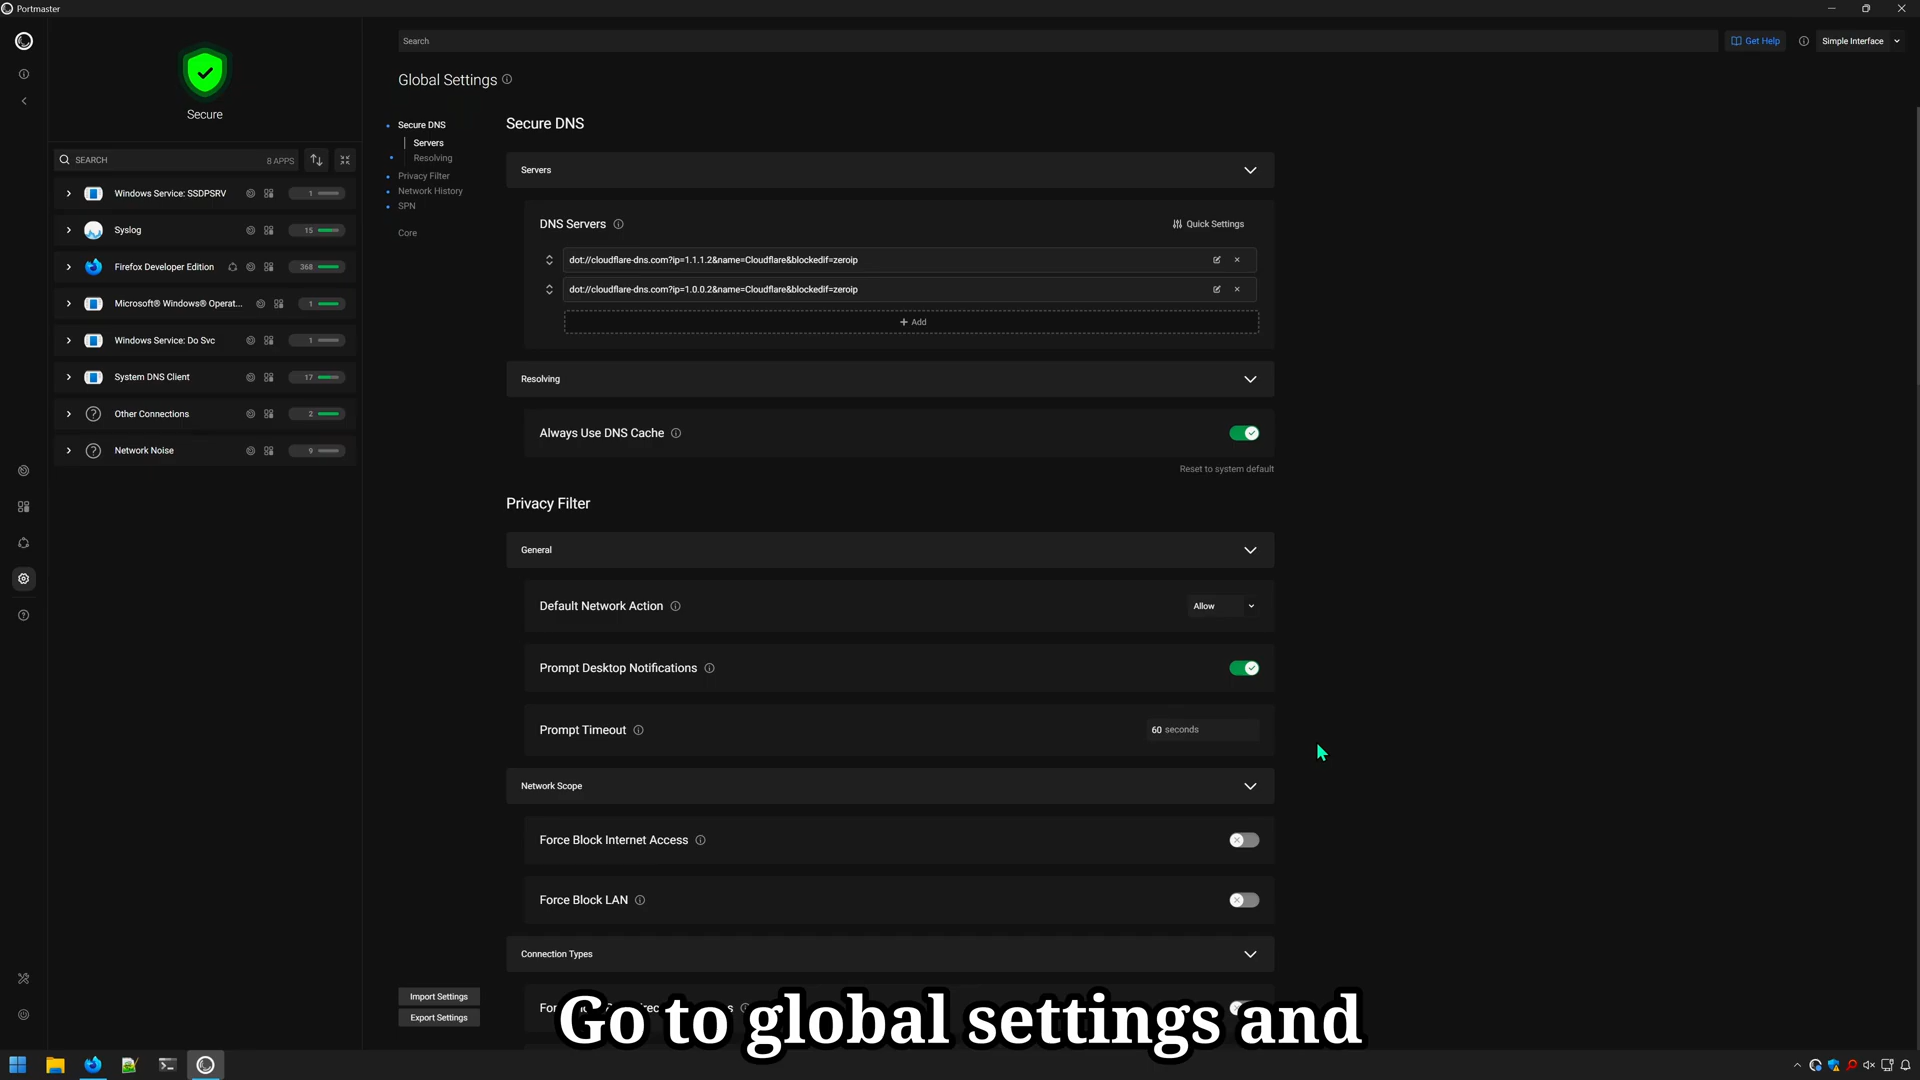 Portmaster
Search
Get Help
Simple Interface
Secure
Global Settings
Secure DNS
Servers
Resolving
Privacy Filter
Network History
SPN
Core
SEARCH
8 APPS
Windows Service: SSDPSRV
1
Syslog
15
Firefox Developer Edition
368
Microsoft® Windows® Operat...
1
Windows Service: Do Svc
1
System DNS Client
17
Other Connections
2
Network Noise
9
Secure DNS
Servers
DNS Servers
Quick Settings
dot://cloudflare-dns.com?ip=1.1.1.2&name=Cloudflare&blockedif=zeroip
dot://cloudflare-dns.com?ip=1.0.0.2&name=Cloudflare&blockedif=zeroip
+ Add
Resolving
Always Use DNS Cache
Reset to system default
Privacy Filter
General
Default Network Action
Allow
Prompt Desktop Notifications
Prompt Timeout
60 seconds
Network Scope
Force Block Internet Access
Force Block LAN
Connection Types
Import Settings
Export Settings
Go to global settings and